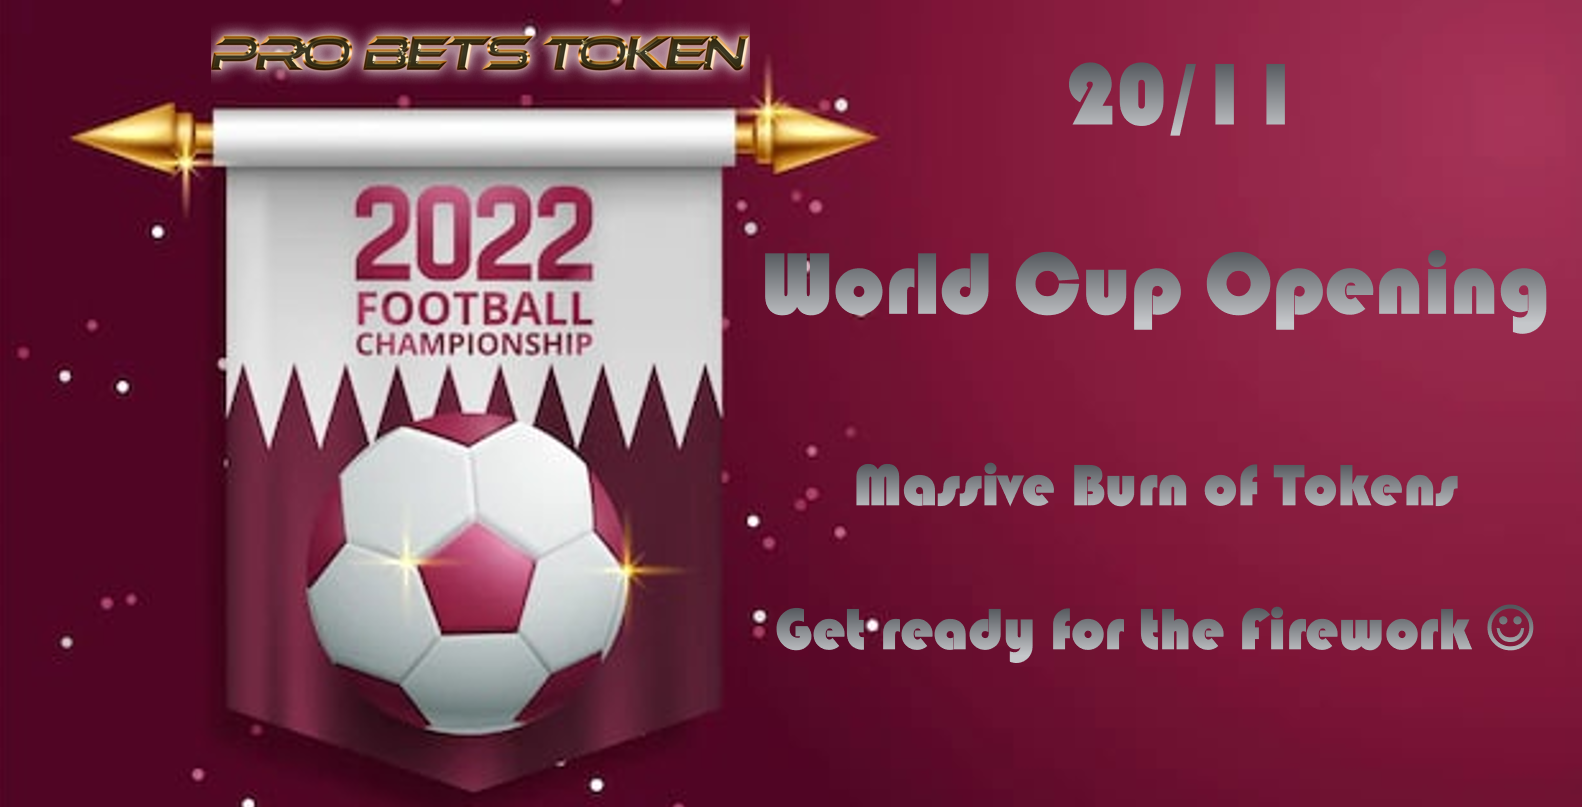 PRO BETS TOKEN
2022
FOOTBALL
CHAMPIONSHIP
20/11
World Cup Opening
Massive Burn of Tokens
Get ready for the Firework ☺